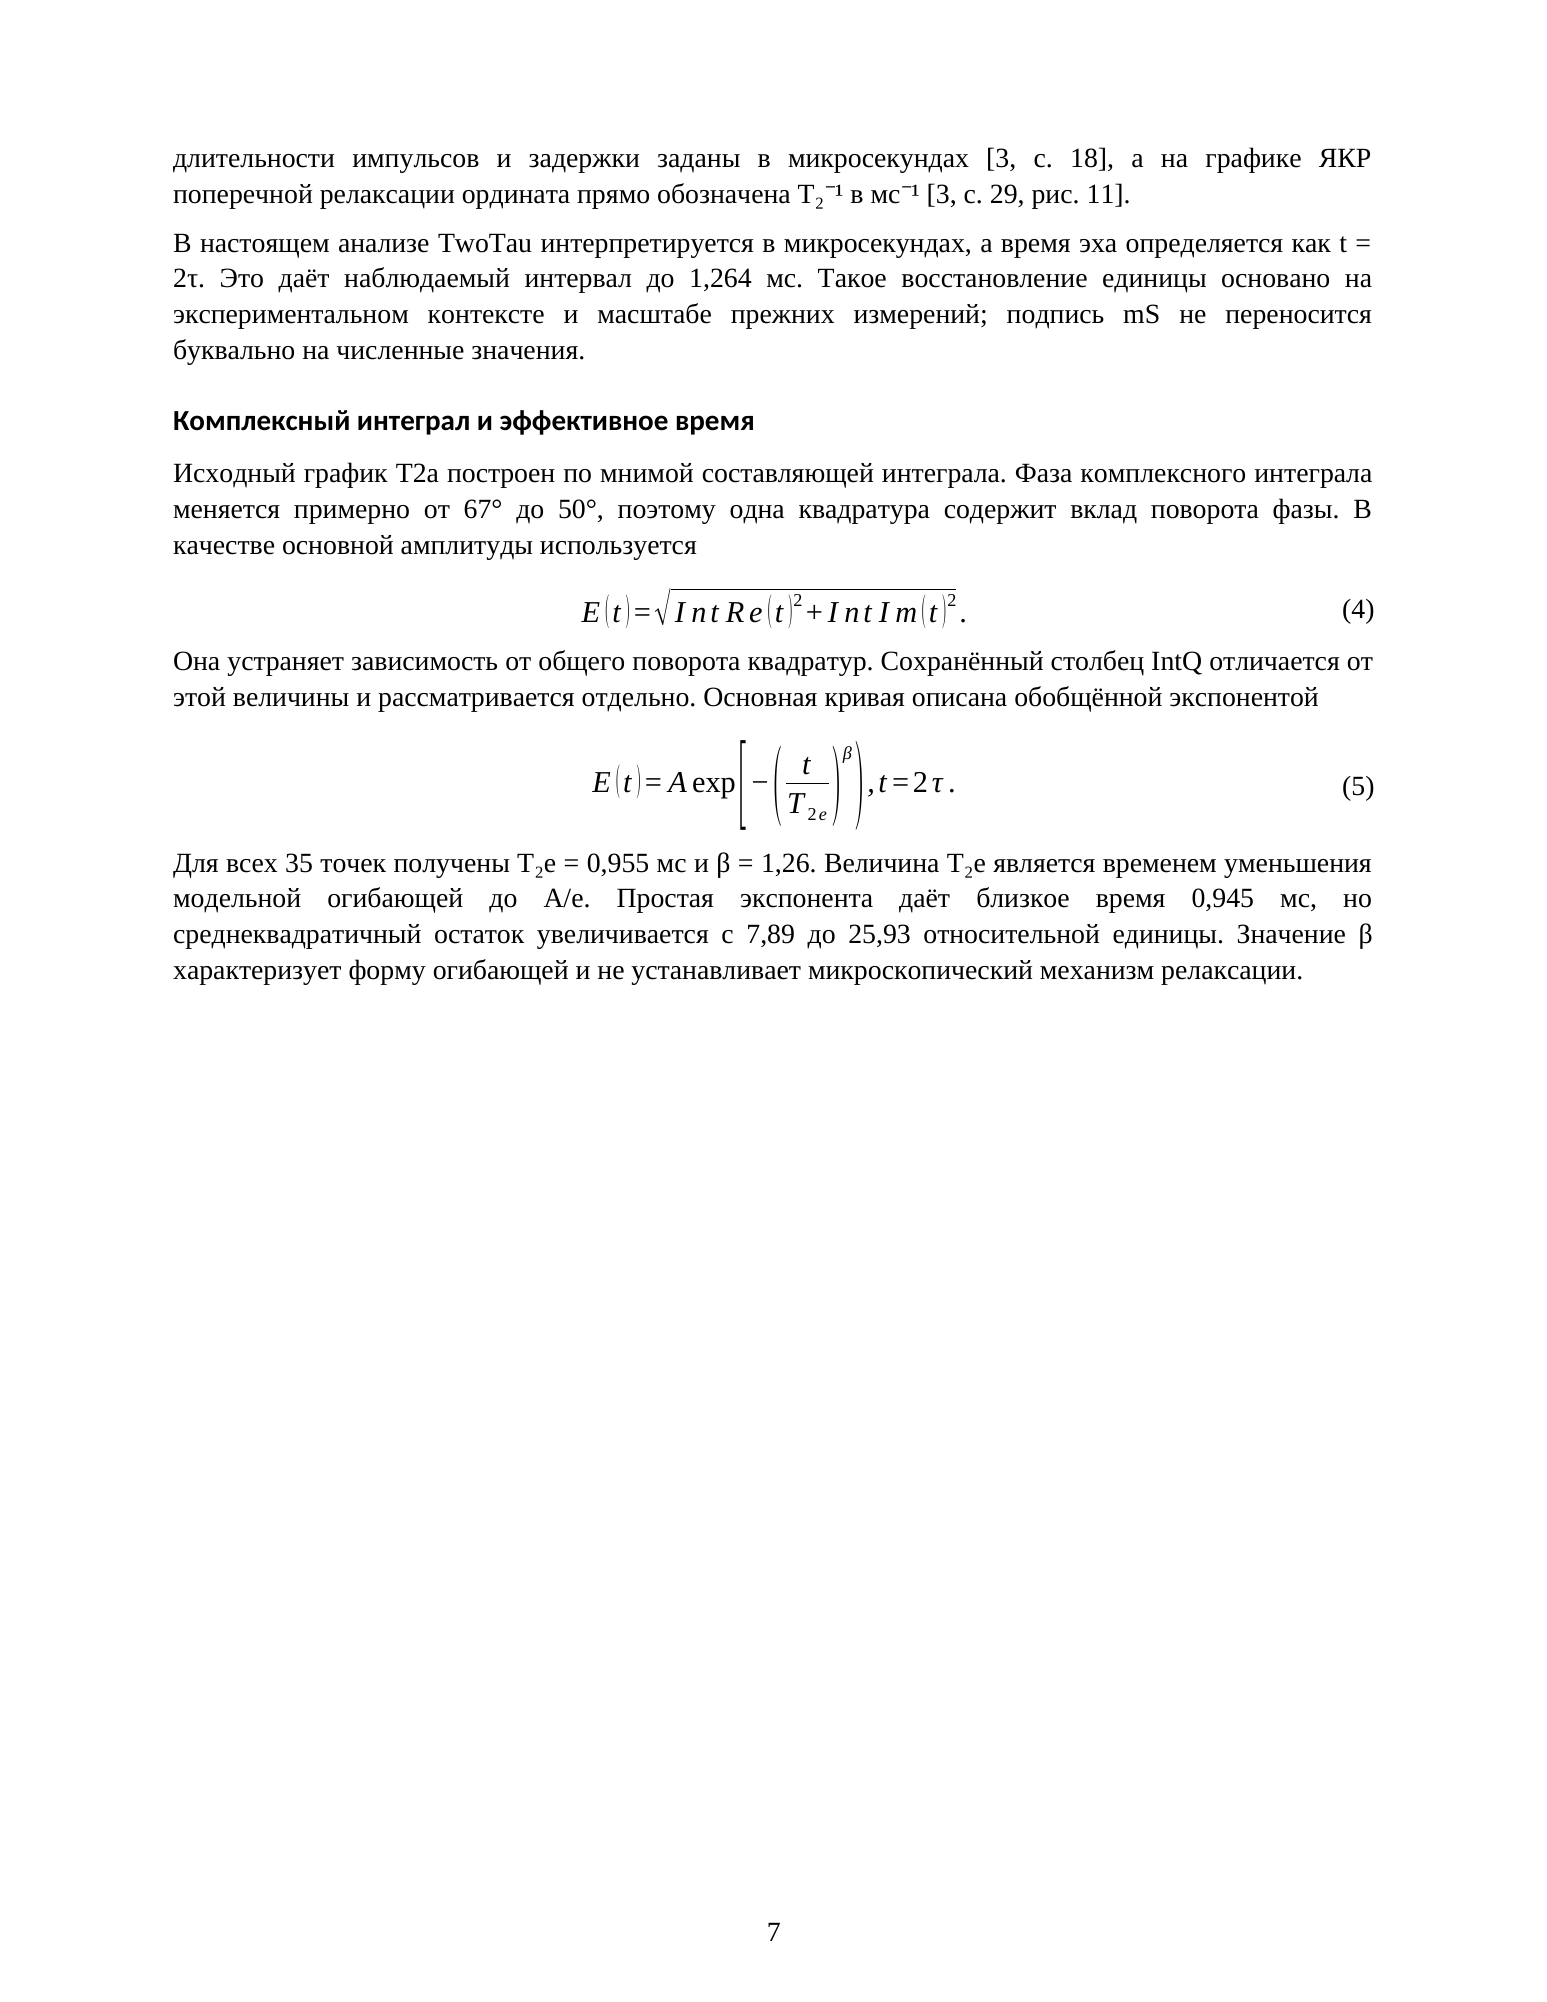 длительности импульсов и задержки заданы в микросекундах [3, с. 18], а на графике ЯКР
поперечной релаксации ордината прямо обозначена T₂⁻¹ в мс⁻¹ [3, с. 29, рис. 11].
В настоящем анализе TwoTau интерпретируется в микросекундах, а время эха определяется как t =
2τ. Это даёт наблюдаемый интервал до 1,264 мс. Такое восстановление единицы основано на
экспериментальном контексте и масштабе прежних измерений; подпись mS не переносится
буквально на численные значения.
Комплексный интеграл и эффективное время
Исходный график T2a построен по мнимой составляющей интеграла. Фаза комплексного интеграла
меняется примерно от 67° до 50°, поэтому одна квадратура содержит вклад поворота фазы. В
качестве основной амплитуды используется
E(t)=√IntRe(t)²+IntIm(t)². (4)
Она устраняет зависимость от общего поворота квадратур. Сохранённый столбец IntQ отличается от
этой величины и рассматривается отдельно. Основная кривая описана обобщённой экспонентой
E(t)=A exp[−(t/T₂ₑ)^β), t=2τ. (5)
Для всех 35 точек получены T₂e = 0,955 мс и β = 1,26. Величина T₂e является временем уменьшения
модельной огибающей до A/e. Простая экспонента даёт близкое время 0,945 мс, но
среднеквадратичный остаток увеличивается с 7,89 до 25,93 относительной единицы. Значение β
характеризует форму огибающей и не устанавливает микроскопический механизм релаксации.
7